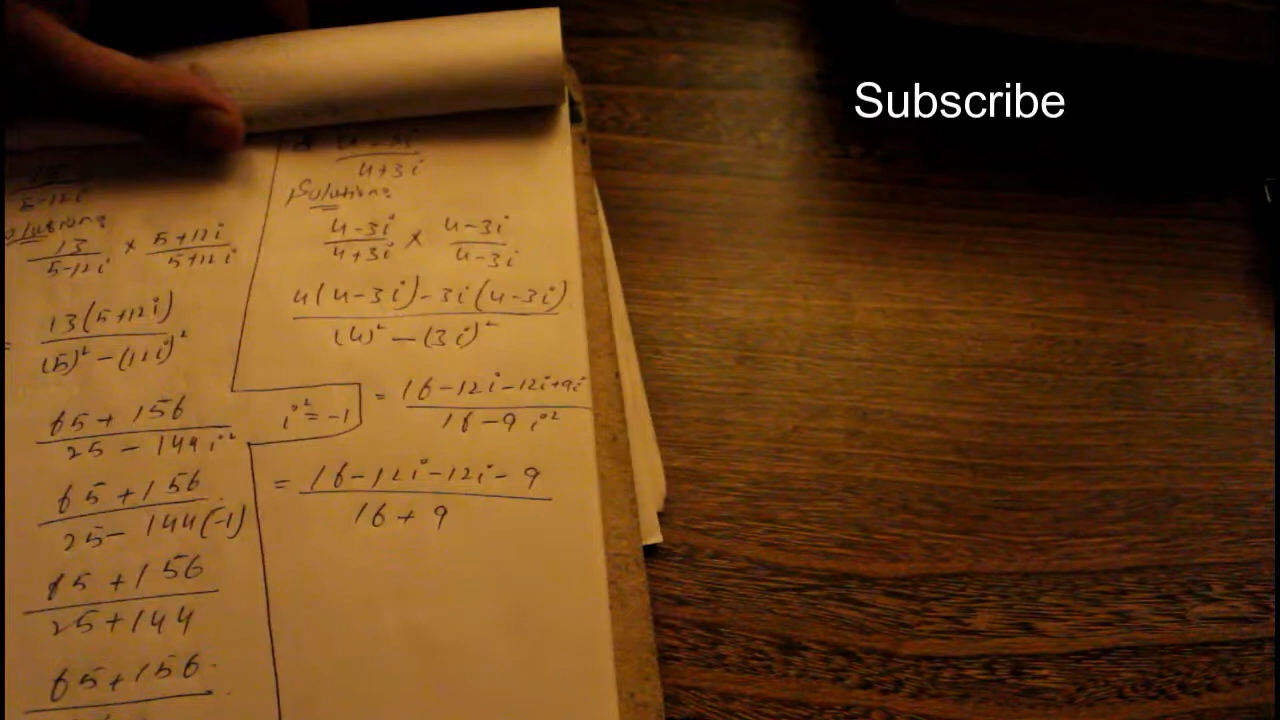 Subscribe
5-12i
Solution:
13/5-12i × 5+12i/5+12i
= 13(5+12i)/(5)² - (12i)²
65 + 156/25 - 144i²
65 + 156/25 - 144(-1)
65 + 156/25 + 144
65 + 156
4 - 3i/4+3i
Solution:
4-3i/4+3i × 4-3i/4-3i
4(4-3i)-3i(4-3i)/(4)² - (3i)²
i² = -1
= 16-12i-12i+9i/16-9i²
= 16-12i-12i-9/16+9